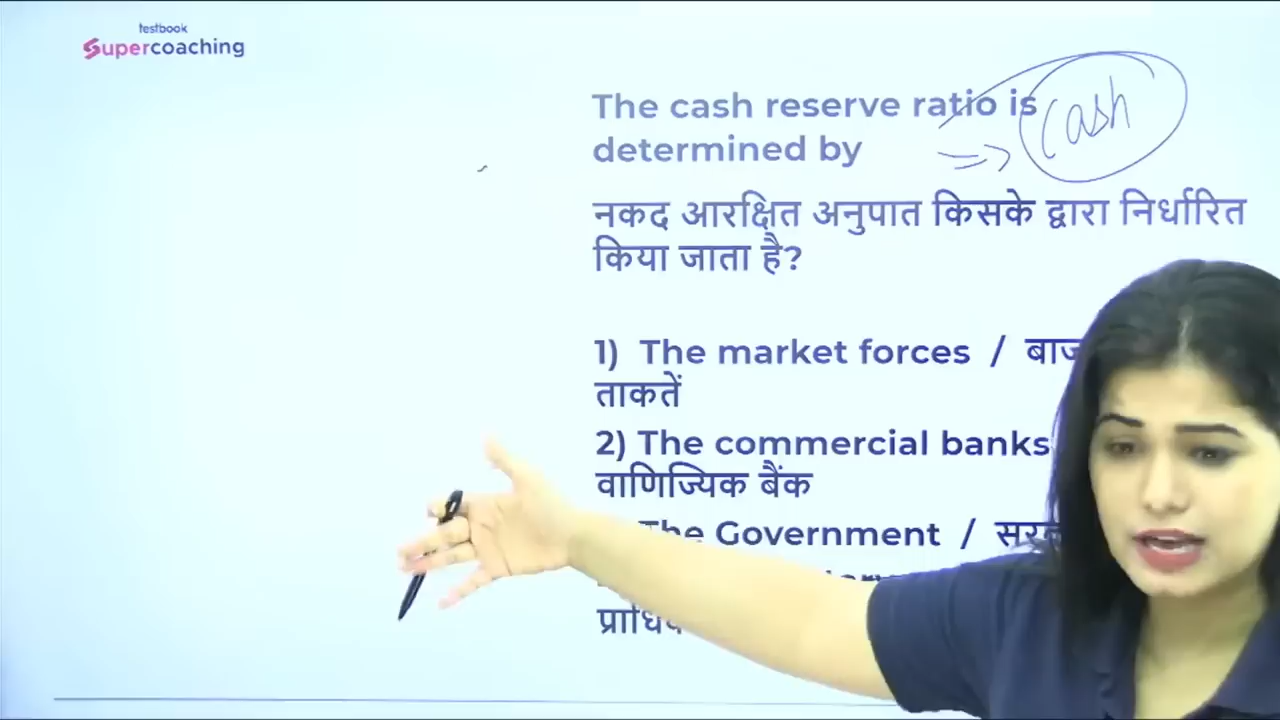 testbook
Supercoaching
The cash reserve ratio is
cash
determined by
नकद आरक्षित अनुपात किसके द्वारा निर्धारित
किया जाता है?
1) The market forces /
ताकतें
2) The commercial banks
वाणिज्यिक बैंक
The Government /